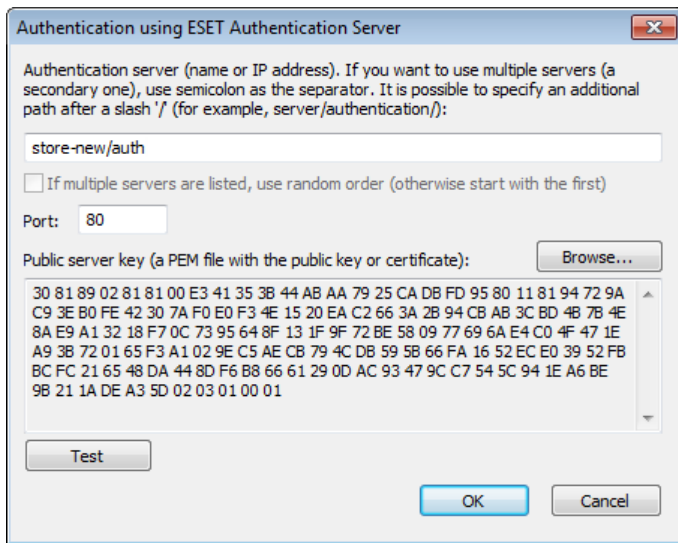 Authentication using ESET Authentication Server
Authentication server (name or IP address). If you want to use multiple servers (a
secondary one), use semicolon as the separator. It is possible to specify an additional
path after a slash '/' (for example, server/authentication/):
store-new/auth
If multiple servers are listed, use random order (otherwise start with the first)
Port: 80
Public server key (a PEM file with the public key or certificate): Browse...
30 81 89 02 81 81 00 E3 41 35 3B 44 AB AA 79 25 CA DB FD 95 80 11 81 94 72 9A
C9 3E B0 FE 42 30 7A F0 E0 F3 4E 15 20 EA C2 66 3A 2B 94 CB AB 3C BD 4B 7B 4E
8A E9 A1 32 18 F7 0C 73 95 64 8F 13 1F 9F 72 BE 58 09 77 69 6A E4 C0 4F 47 1E
A9 3B 72 01 65 F3 A1 02 9E C5 AE CB 79 4C DB 59 5B 66 FA 16 52 EC E0 39 52 FB
BC FC 21 65 48 DA 44 8D F6 B8 66 61 29 0D AC 93 47 9C C7 54 5C 94 1E A6 BE
9B 21 1A DE A3 5D 02 03 01 00 01
Test
OK Cancel